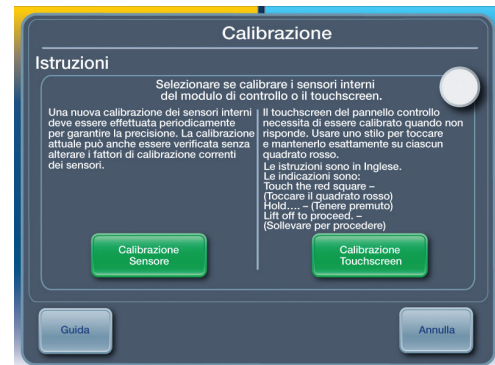 Calibrazione
Istruzioni
Selezionare se calibrare i sensori interni
del modulo di controllo o il touchscreen.
Una nuova calibrazione dei sensori interni
deve essere effettuata periodicamente
per garantire la precisione. La calibrazione
attuale può anche essere verificata senza
alterare i fattori di calibrazione correnti
dei sensori.
Il touchscreen del pannello controllo
necessita di essere calibrato quando non
risponde. Usare uno stilo per toccare
e mantenerlo esattamente su ciascun
quadrato rosso.
Le istruzioni sono in Inglese.
Le indicazioni sono:
Touch the red square –
(Toccare il quadrato rosso)
Hold.... – (Tenere premuto)
Lift off to proceed. –
(Sollevare per procedere)
Calibrazione
Sensore
Calibrazione
Touchscreen
Guida
Annulla